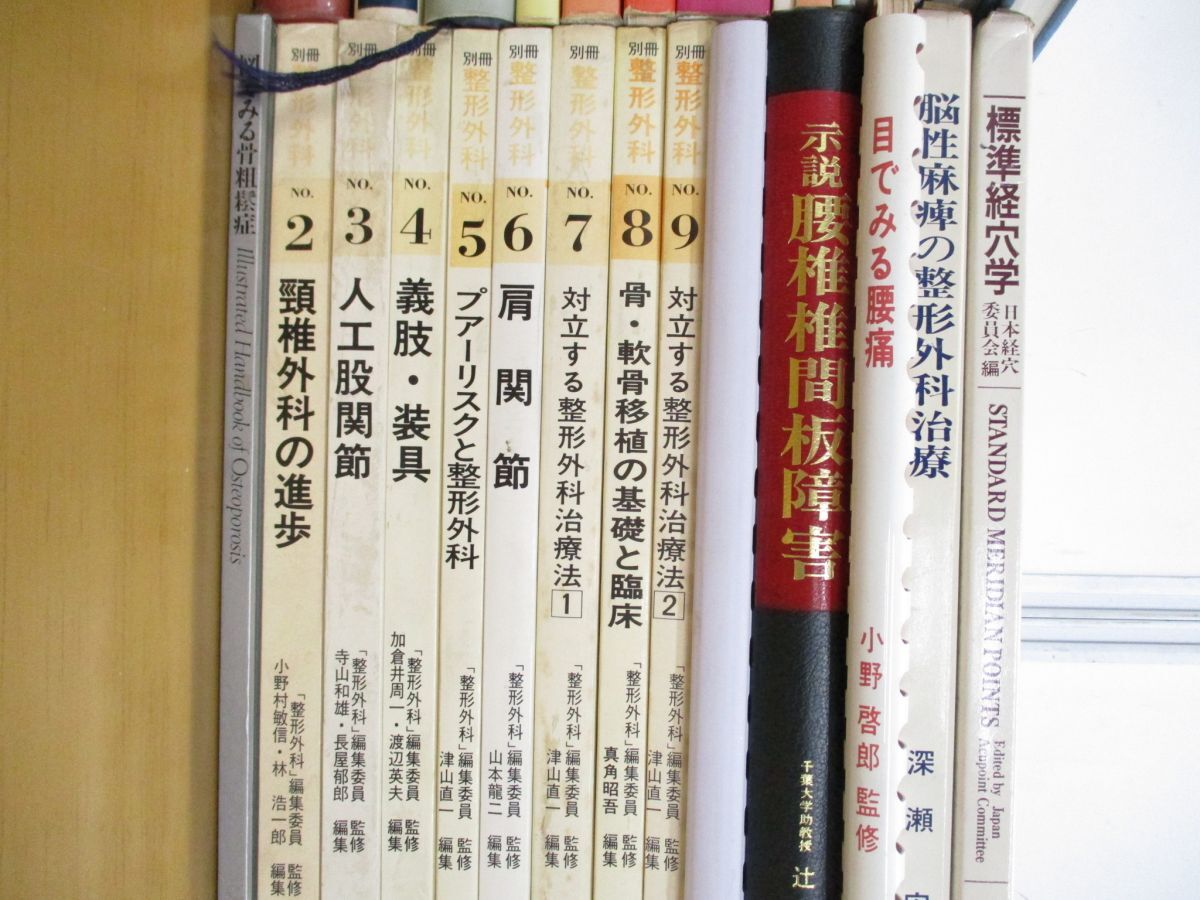 みる骨粗鬆症 Illustrated Handbook of Osteoporosis
別冊
整形外科
NO.
2
頸椎外科の進歩
「整形外科」編集委員 監修
小野村敏信・林 浩一郎 編集
別冊
整形外科
NO.
3
人工股関節
「整形外科」編集委員 監修
寺山和雄・長屋郁郎 編集
整形外科
NO.
4
義肢・装具
「整形外科」編集委員 監修
加倉井周一・渡辺英夫 編集
別冊
整形外科
NO.
5
プアーリスクと整形外科
「整形外科」編集委員 監修
津山直一 編集
別冊
整形外科
NO.
6
肩関節
「整形外科」編集委員 監修
山本龍二 編集
別冊
整形外科
NO.
7
対立する整形外科治療法 1
「整形外科」編集委員 監修
津山直一 編集
別冊
整形外科
NO.
8
骨・軟骨移植の基礎と臨床
「整形外科」編集委員 監修
真角昭吾 編集
別冊
整形外科
NO.
9
対立する整形外科治療法 2
「整形外科」編集委員 監修
津山直一 編集
示説 腰椎椎間板障害
千葉大学助教授 辻
目でみる腰痛
小野啓郎 監修
脳性麻痺の整形外科治療
深瀬
標準経穴学
日本経穴
委員会 編
STANDARD MERIDIAN POINTS
Edited by Japan
Acupoint Committee